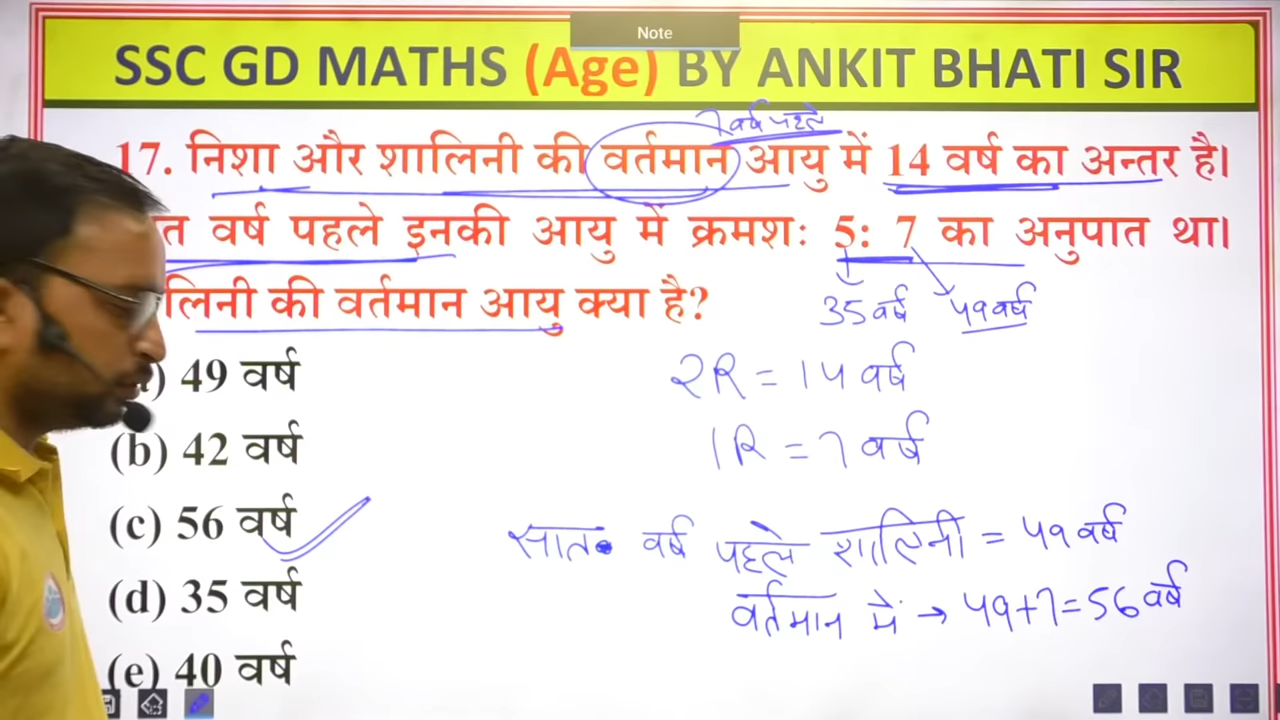 Note
SSC GD MATHS (Age) BY ANKIT BHATI SIR
7 वर्ष पहले
17. निशा और शालिनी की वर्तमान आयु में 14 वर्ष का अन्तर है।
त वर्ष पहले इनकी आयु में क्रमशः 5: 7 का अनुपात था।
लिनी की वर्तमान आयु क्या है?
35 वर्ष 49 वर्ष
) 49 वर्ष
2R = 14 वर्ष
(b) 42 वर्ष
1R = 7 वर्ष
(c) 56 वर्ष
सात वर्ष पहले शालिनी = 49 वर्ष
(d) 35 वर्ष
वर्तमान में → 49+7=56 वर्ष
(e) 40 वर्ष